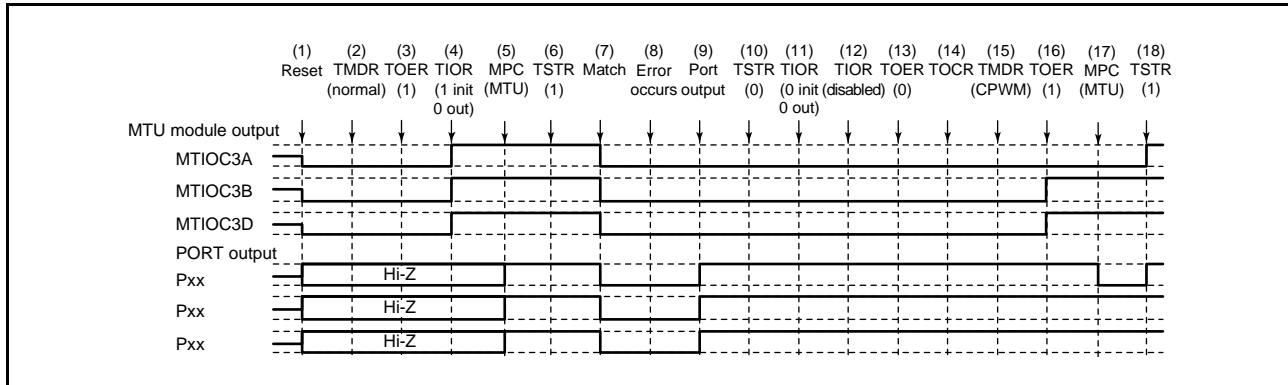 (1) (2) (3) (4) (5) (6) (7) (8) (9) (10) (11) (12) (13) (14) (15) (16) (17) (18)
Reset TMDR TOER TIOR MPC TSTR Match Error Port TSTR TIOR TIOR TOER TOCR TMDR TOER MPC TSTR
(normal) (1) (1 init (MTU) (1) occurs output (0) (0 init (disabled) (0) (CPWM) (1) (MTU) (1)
0 out) 0 out)
MTU module output
MTIOC3A
MTIOC3B
MTIOC3D
PORT output
Pxx Hi-Z
Pxx Hi-Z
Pxx Hi-Z